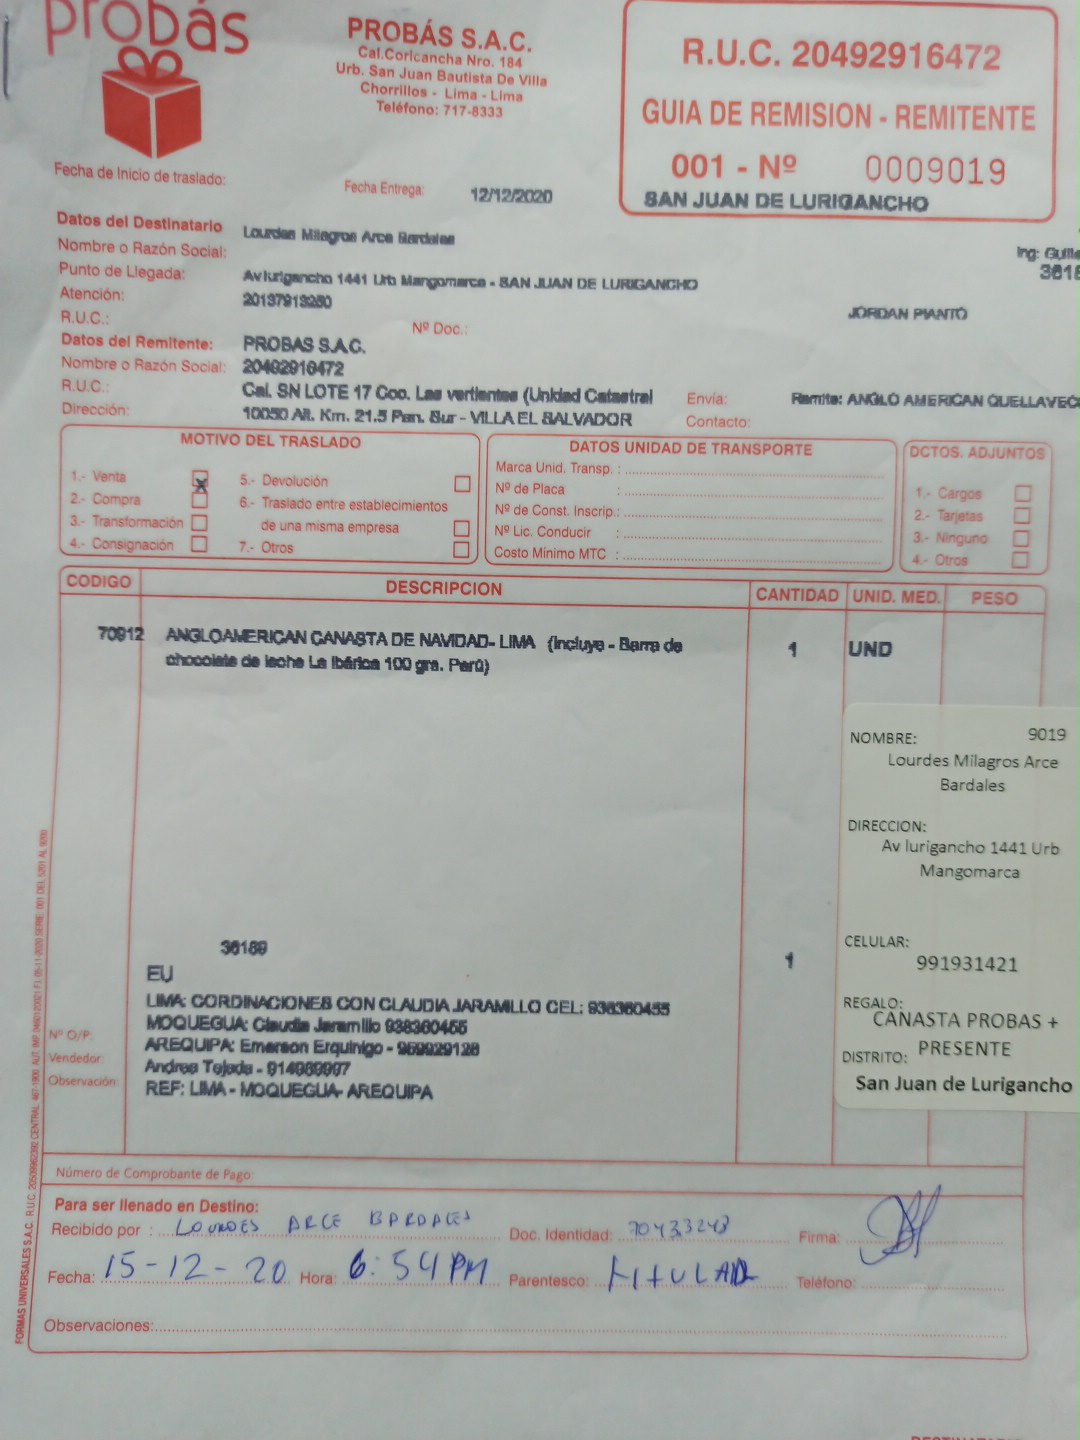 probás
PROBÁS S.A.C.
Cal.Coricancha Nro. 184
Urb. San Juan Bautista De Villa
Chorrillos - Lima - Lima
Teléfono: 717-8333
R.U.C. 20492916472
GUIA DE REMISION - REMITENTE
001 - Nº 0009019
SAN JUAN DE LURIGANCHO
Fecha de Inicio de traslado:
Fecha Entrega: 12/12/2020
Datos del Destinatario
Nombre o Razón Social: Lourdes Milagros Arce Bardales
Ing: Guille
3618
Punto de Llegada: Av lurigancho 1441 Urb Mangomarca - SAN JUAN DE LURIGANCHO
Atención: 20137913250
JORDAN PIANTO
R.U.C.: Nº Doc.:
Datos del Remitente: PROBAS S.A.C.
Nombre o Razón Social: 20492916472
R.U.C.: Cal. SN LOTE 17 Coo. Las vertientes (Unidad Catastral
Envía: Remite: ANGLO AMERICAN QUELLAVECO
Dirección: 10050 Alt. Km. 21.5 Pan. Sur - VILLA EL SALVADOR
Contacto:
MOTIVO DEL TRASLADO
1.- Venta X
2.- Compra
3.- Transformación
4.- Consignación
5.- Devolución
6.- Traslado entre establecimientos
de una misma empresa
7.- Otros
DATOS UNIDAD DE TRANSPORTE
Marca Unid. Transp. :
Nº de Placa :
Nº de Const. Inscrip.:
Nº Lic. Conducir :
Costo Minimo MTC :
DCTOS. ADJUNTOS
1.- Cargos
2.- Tarjetas
3.- Ninguno
4.- Otros
CODIGO DESCRIPCION CANTIDAD UNID. MED. PESO
70912 ANGLOAMERICAN CANASTA DE NAVIDAD- LIMA (Incluye - Barra de 1 UND
chocolate de leche La Ibérica 100 grs. Perú)
9019
NOMBRE:
Lourdes Milagros Arce
Bardales
DIRECCION:
Av lurigancho 1441 Urb
Mangomarca
CELULAR:
991931421
REGALO:
CANASTA PROBAS +
PRESENTE
DISTRITO:
San Juan de Lurigancho
36189 1
EU
LIMA: CORDINACIONES CON CLAUDIA JARAMILLO CEL: 938360455
Nº O/P: MOQUEGUA: Claudia Jaramillo 938360455
Vendedor: AREQUIPA: Emerson Erquinigo - 959929128
Andrea Tejada - 914989997
Observación: REF: LIMA - MOQUEGUA- AREQUIPA
Número de Comprobante de Pago:
Para ser llenado en Destino:
Recibido por : LOURDES ARCE BARDALES Doc. Identidad: 70433243 Firma:
Fecha: 15-12-20 Hora: 6:54 PM Parentesco: tITULAR Teléfono:
Observaciones: